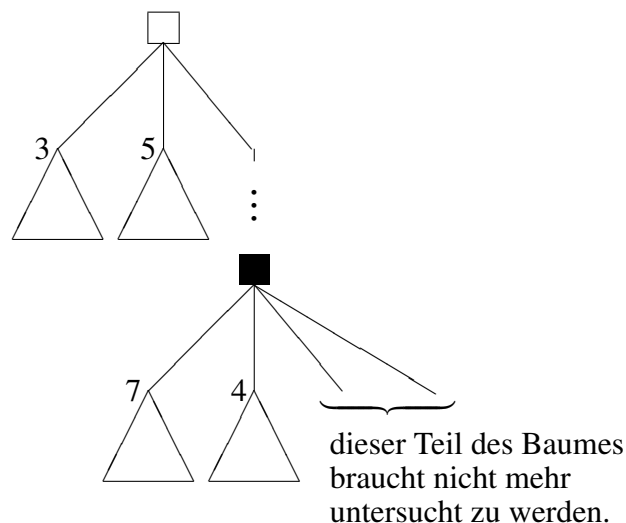 3
5
7
4
dieser Teil des Baumes
braucht nicht mehr
untersucht zu werden.